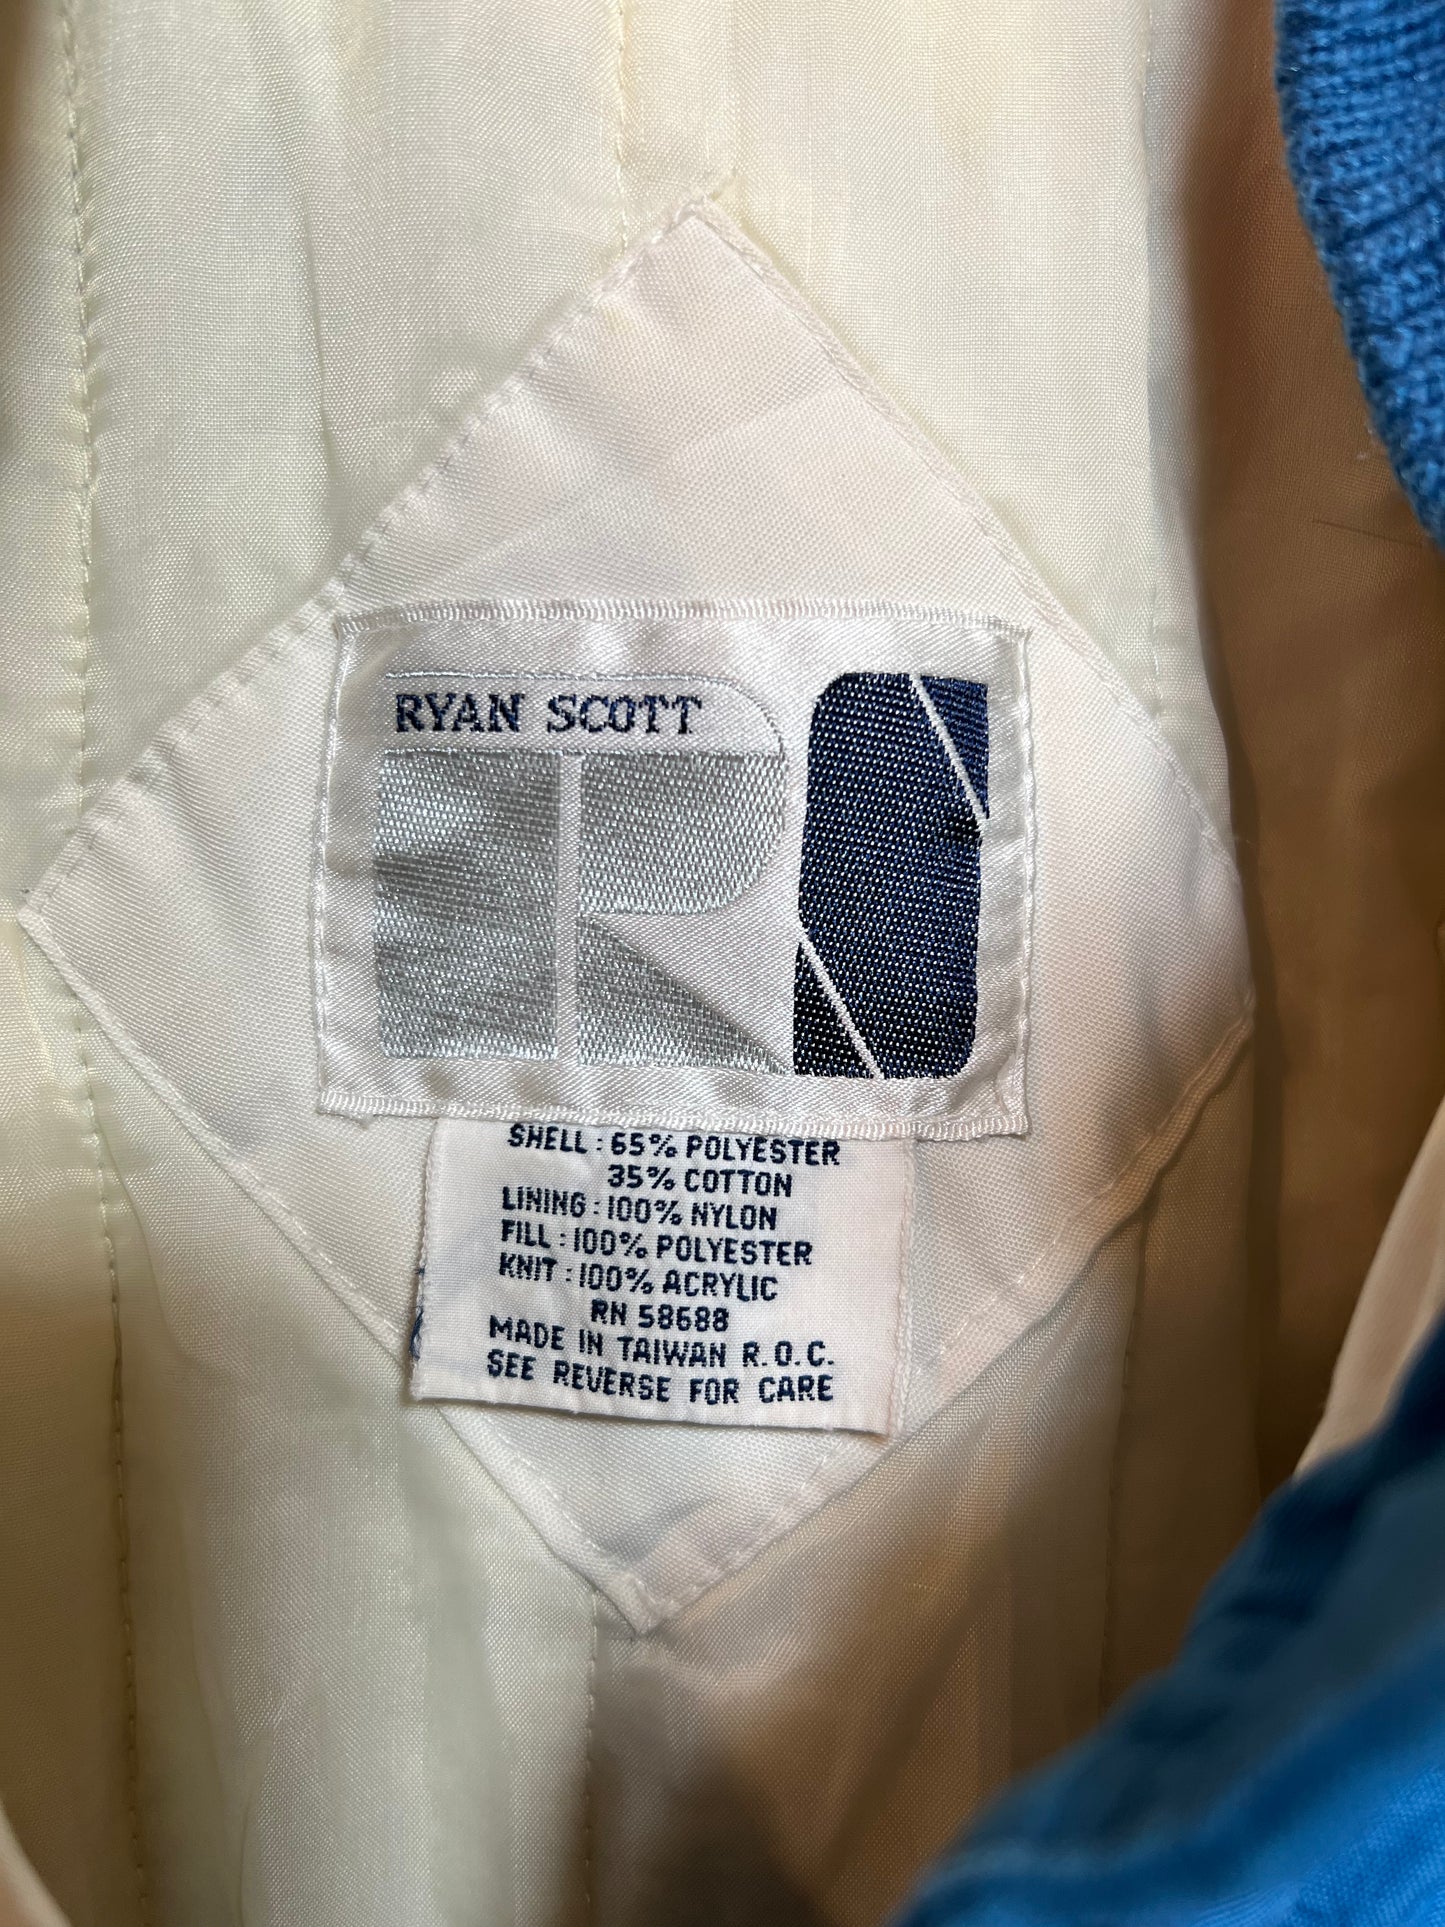 RYAN SCOTT
SHELL: 65% POLYESTER
35% COTTON
LINING: 100% NYLON
FILL: 100% POLYESTER
KNIT: 100% ACRYLIC
RN 58688
MADE IN TAIWAN R.O.C.
SEE REVERSE FOR CARE